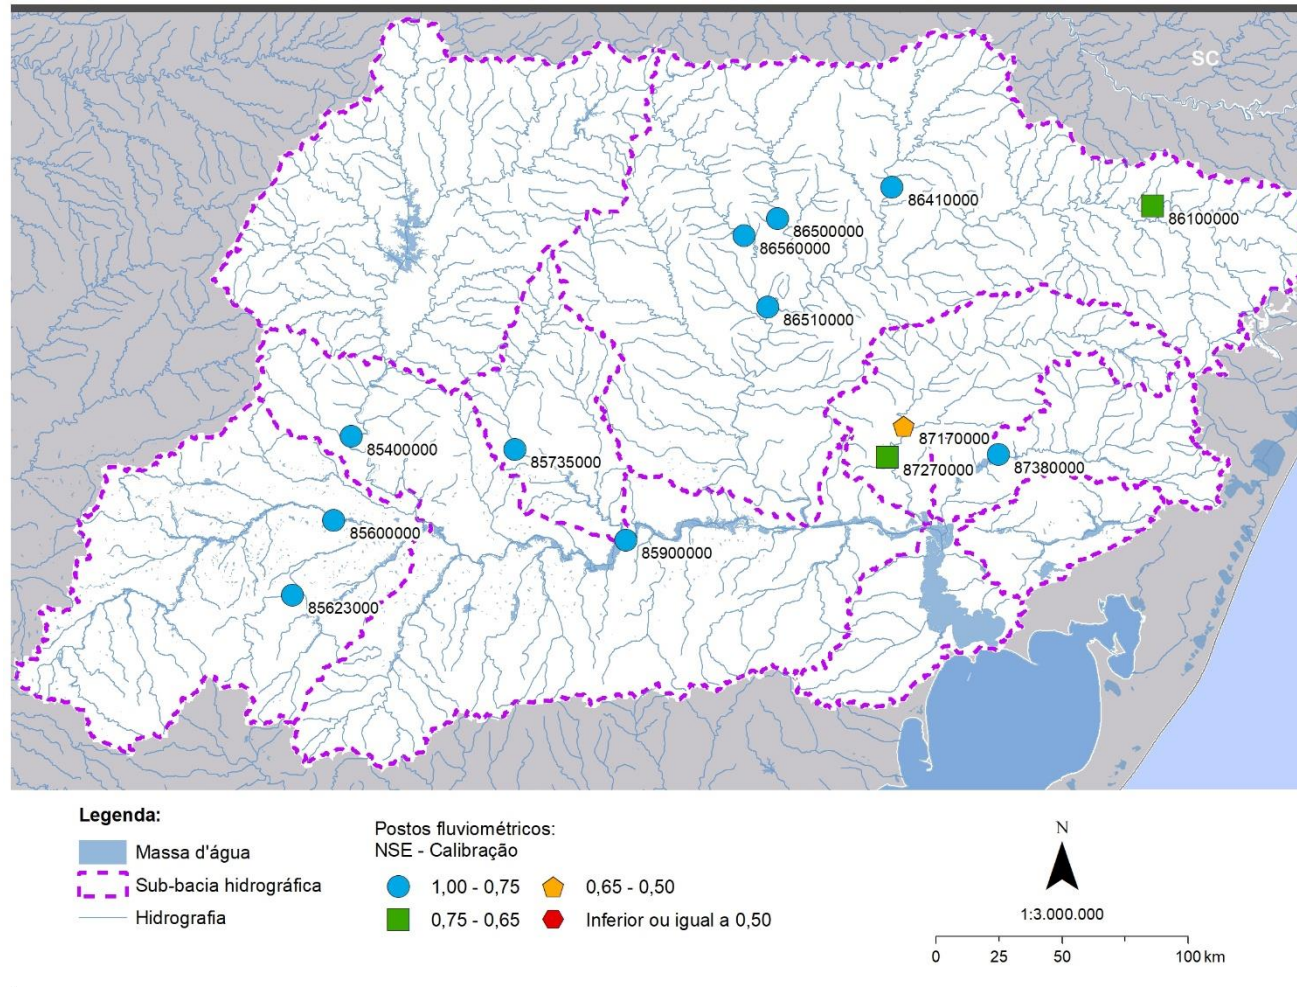 SC
86410000
86100000
86500000
86560000
86510000
87170000
85400000
85735000
87270000
87380000
85600000
85900000
85623000
Legenda:
Massa d'água
Sub-bacia hidrográfica
Hidrografia
Postos fluviométricos:
NSE - Calibração
1,00 - 0,75
0,65 - 0,50
0,75 - 0,65
Inferior ou igual a 0,50
N
1:3.000.000
0 25 50 100 km